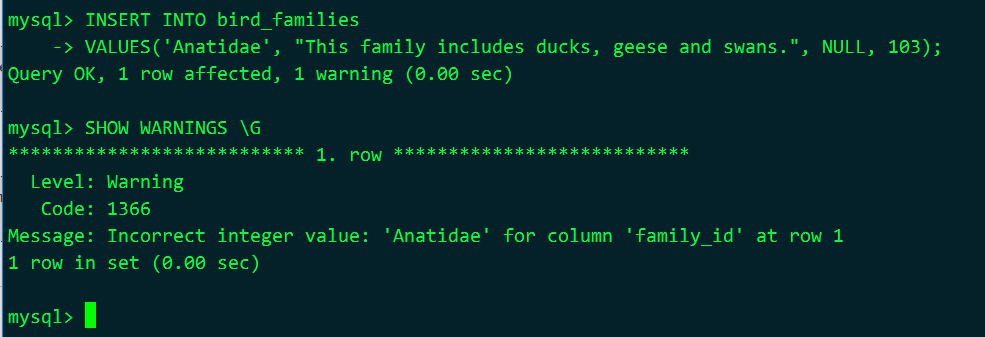 mysql> INSERT INTO bird_families
    -> VALUES('Anatidae', "This family includes ducks, geese and swans.", NULL, 103);
Query OK, 1 row affected, 1 warning (0.00 sec)
mysql> SHOW WARNINGS \G
*************************** 1. row ***************************
  Level: Warning
   Code: 1366
Message: Incorrect integer value: 'Anatidae' for column 'family_id' at row 1
1 row in set (0.00 sec)
mysql>